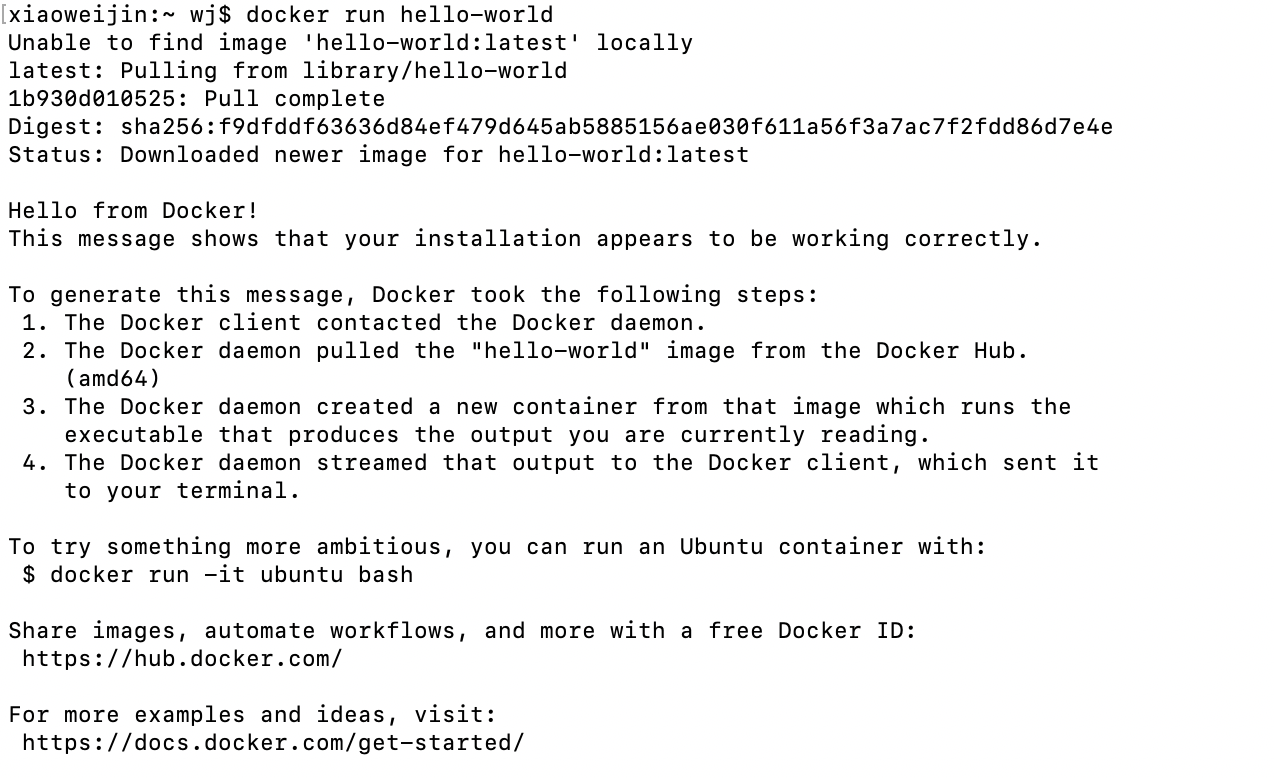 [xiaoweijin:~ wj$ docker run hello-world
Unable to find image 'hello-world:latest' locally
latest: Pulling from library/hello-world
1b930d010525: Pull complete
Digest: sha256:f9dfddf63636d84ef479d645ab5885156ae030f611a56f3a7ac7f2fdd86d7e4e
Status: Downloaded newer image for hello-world:latest

Hello from Docker!
This message shows that your installation appears to be working correctly.

To generate this message, Docker took the following steps:
 1. The Docker client contacted the Docker daemon.
 2. The Docker daemon pulled the "hello-world" image from the Docker Hub.
    (amd64)
 3. The Docker daemon created a new container from that image which runs the
    executable that produces the output you are currently reading.
 4. The Docker daemon streamed that output to the Docker client, which sent it
    to your terminal.

To try something more ambitious, you can run an Ubuntu container with:
 $ docker run -it ubuntu bash

Share images, automate workflows, and more with a free Docker ID:
 https://hub.docker.com/

For more examples and ideas, visit:
 https://docs.docker.com/get-started/